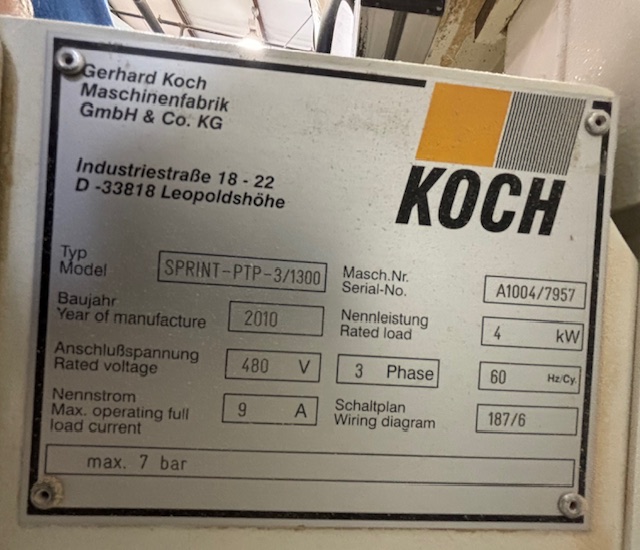 Gerhard Koch
Maschinenfabrik
GmbH & Co. KG
Industriestraße 18 - 22
D -33818 Leopoldshöhe
KOCH
Typ
Model
SPRINT-PTP-3/1300
Masch.Nr.
Serial-No.
A1004/7957
Baujahr
Year of manufacture
2010
Nennleistung
Rated load
4 kW
Anschlußspannung
Rated voltage
480 V
3 Phase
60 Hz/Cy.
Nennstrom
Max. operating full
load current
9 A
Schaltplan
Wiring diagram
187/6
max. 7 bar